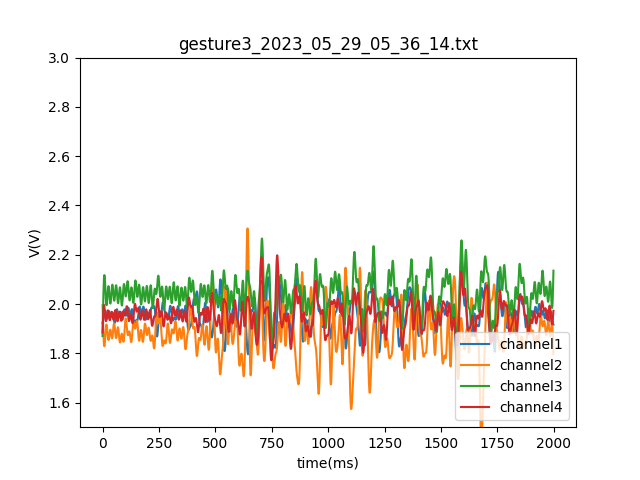 gesture3_2023_05_29_05_36_14.txt
V(V)
3.0
2.8
2.6
2.4
2.2
2.0
1.8
1.6
channel1
channel2
channel3
channel4
0 250 500 750 1000 1250 1500 1750 2000
time(ms)